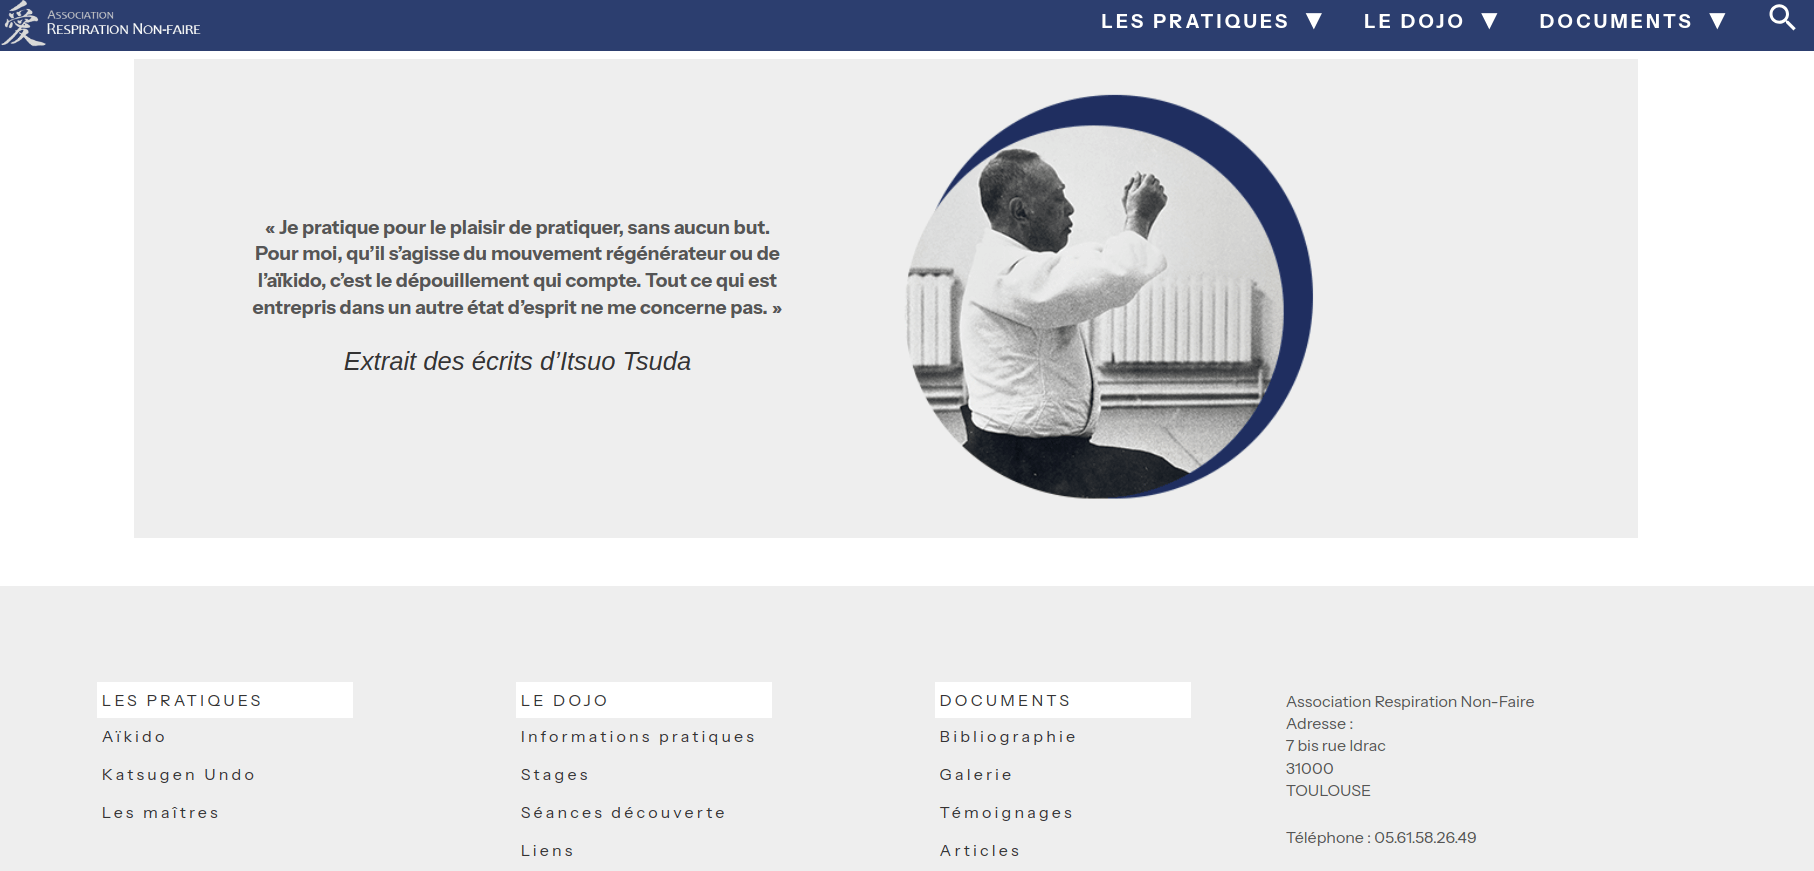 愛
ASSOCIATION
RESPIRATION NON-FAIRE
LES PRATIQUES ▼
LE DOJO ▼
DOCUMENTS ▼
« Je pratique pour le plaisir de pratiquer, sans aucun but.
Pour moi, qu’il s’agisse du mouvement régénérateur ou de
l’aïkido, c’est le dépouillement qui compte. Tout ce qui est
entrepris dans un autre état d’esprit ne me concerne pas. »
Extrait des écrits d’Itsuo Tsuda
LES PRATIQUES
Aïkido
Katsugen Undo
Les maîtres
LE DOJO
Informations pratiques
Stages
Séances découverte
Liens
DOCUMENTS
Bibliographie
Galerie
Témoignages
Articles
Association Respiration Non-Faire
Adresse :
7 bis rue Idrac
31000
TOULOUSE
Téléphone : 05.61.58.26.49